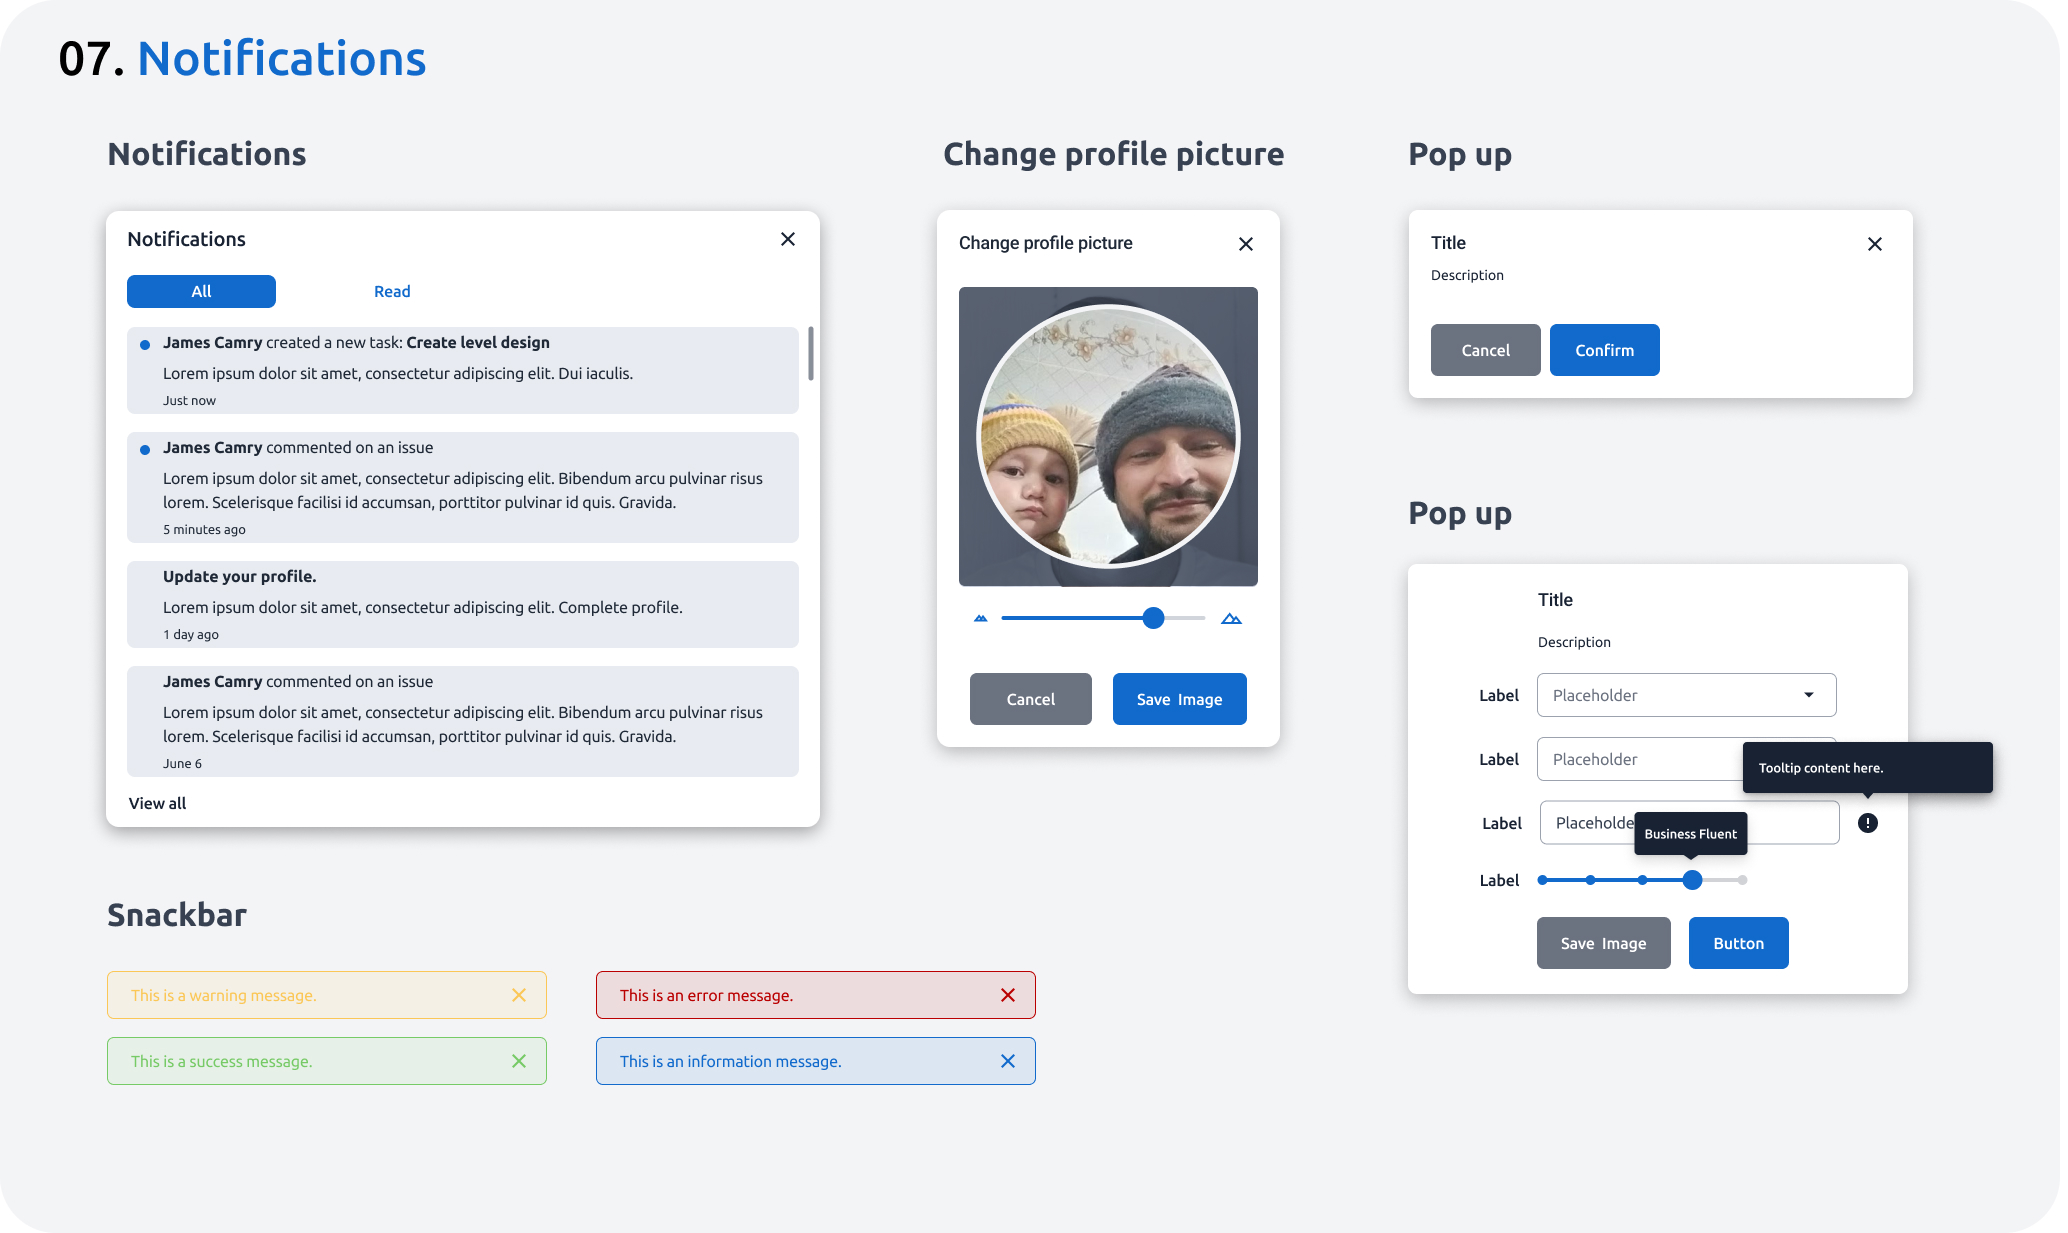 07. Notifications
Notifications
Notifications
All
Read
James Camry created a new task: Create level design
Lorem ipsum dolor sit amet, consectetur adipiscing elit. Dui iaculis.
Just now
James Camry commented on an issue
Lorem ipsum dolor sit amet, consectetur adipiscing elit. Bibendum arcu pulvinar risus
lorem. Scelerisque facilisi id accumsan, porttitor pulvinar id quis. Gravida.
5 minutes ago
Update your profile.
Lorem ipsum dolor sit amet, consectetur adipiscing elit. Complete profile.
1 day ago
James Camry commented on an issue
Lorem ipsum dolor sit amet, consectetur adipiscing elit. Bibendum arcu pulvinar risus
lorem. Scelerisque facilisi id accumsan, porttitor pulvinar id quis. Gravida.
June 6
View all
Change profile picture
Change profile picture
Cancel
Save Image
Pop up
Title
Description
Cancel
Confirm
Pop up
Title
Description
Label
Placeholder
Label
Placeholder
Tooltip content here.
Label
Placeholde
Business Fluent
Label
Save Image
Button
Snackbar
This is a warning message.
This is an error message.
This is a success message.
This is an information message.